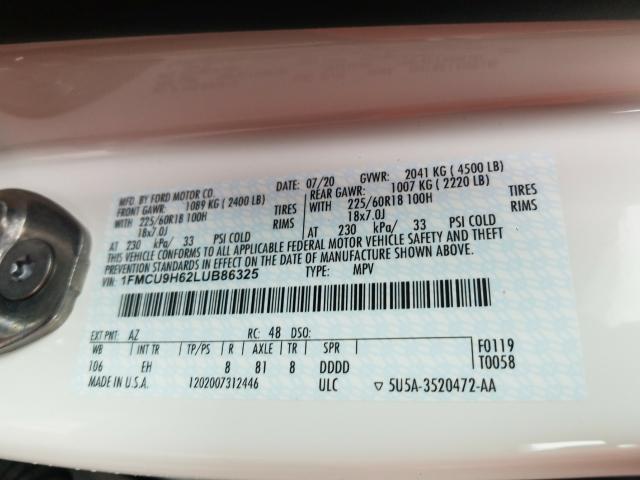 MFD. BY FORD MOTOR CO.
DATE: 07/20 GVWR: 2041 KG ( 4500 LB)
FRONT GAWR: 1089 KG ( 2400 LB)
REAR GAWR: 1007 KG ( 2220 LB)
WITH 225/60R18 100H TIRES
WITH 225/60R18 100H TIRES
18x7.0J RIMS
18x7.0J RIMS
AT 230 kPa/ 33 PSI COLD
AT 230 kPa/ 33 PSI COLD
THIS VEHICLE CONFORMS TO ALL APPLICABLE FEDERAL MOTOR VEHICLE SAFETY AND THEFT
PREVENTION STANDARDS IN EFFECT ON THE DATE OF MANUFACTURE SHOWN ABOVE.
VIN: 1FMCU9H62LUB86325
TYPE: MPV
EXT PNT: AZ RC: 48 DSO:
WB INT TR TP/PS R AXLE TR SPR
F0119
106 EH 8 81 8 DDDD
T0058
MADE IN U.S.A. 1202007312446 ULC ▽ 5U5A-3520472-AA